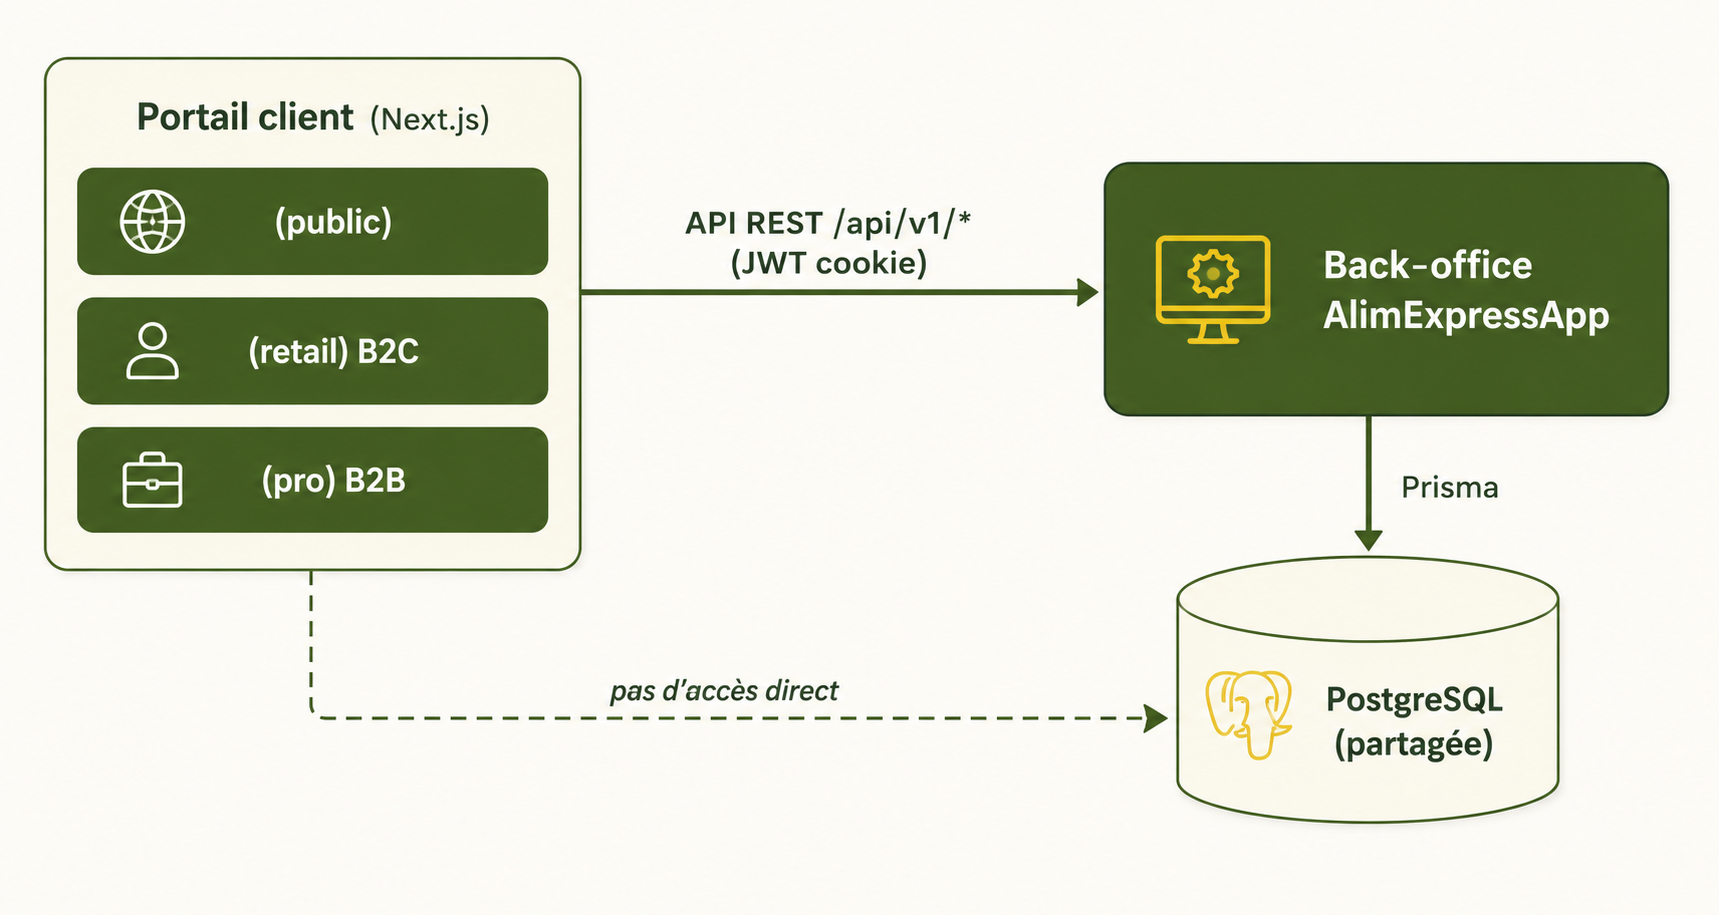 Portail client (Next.js)
(public)
(retail) B2C
(pro) B2B
API REST /api/v1/*
(JWT cookie)
Back-office
AlimExpressApp
Prisma
pas d’accès direct
PostgreSQL
(partagée)